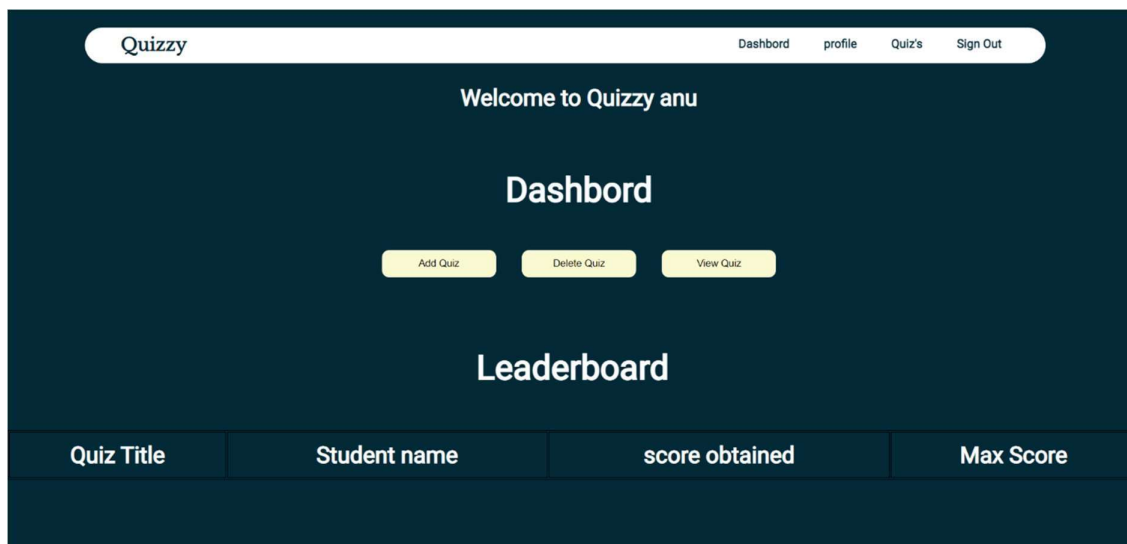 Quizzy Dashbord profile Quiz's Sign Out
Welcome to Quizzy anu
Dashbord
Add Quiz Delete Quiz View Quiz
Leaderboard
Quiz Title Student name score obtained Max Score